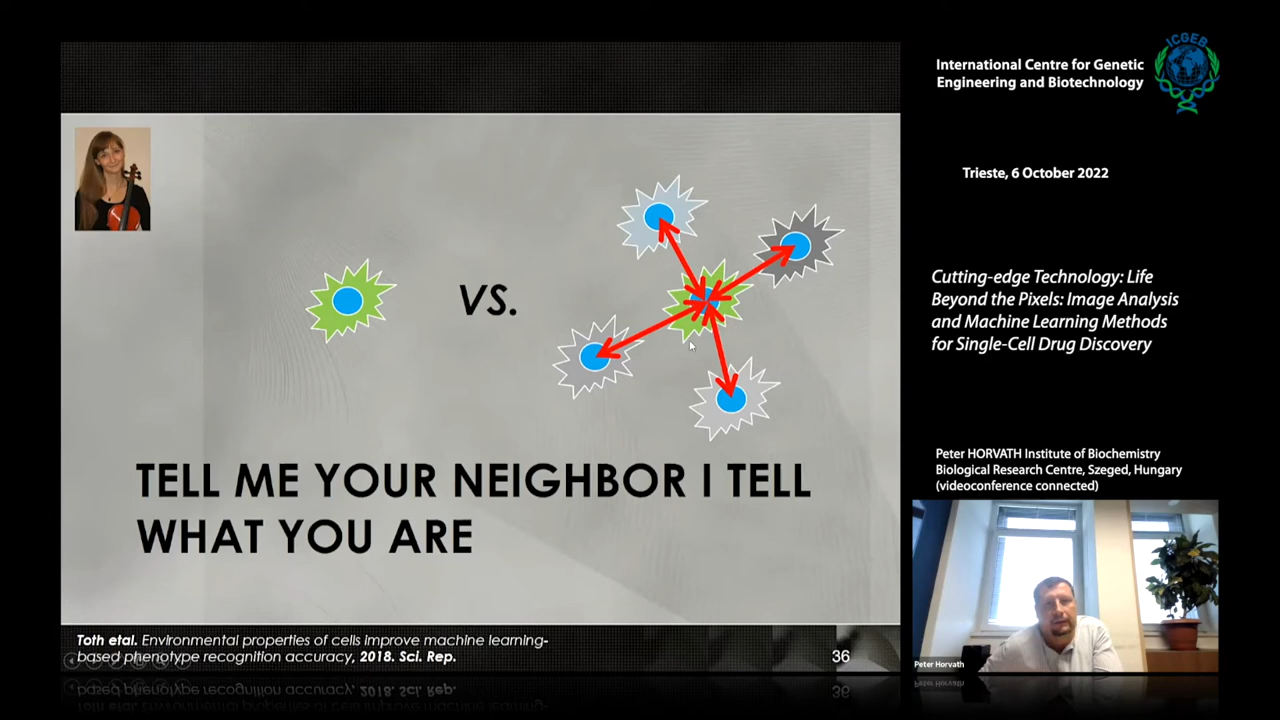 VS.
TELL ME YOUR NEIGHBOR I TELL
WHAT YOU ARE
Toth etal. Environmental properties of cells improve machine learning-
based phenotype recognition accuracy, 2018. Sci. Rep.
36
International Centre for Genetic
Engineering and Biotechnology
ICGEB
Trieste, 6 October 2022
Cutting-edge Technology: Life
Beyond the Pixels: Image Analysis
and Machine Learning Methods
for Single-Cell Drug Discovery
Peter HORVATH Institute of Biochemistry
Biological Research Centre, Szeged, Hungary
(videoconference connected)
Peter Horvath